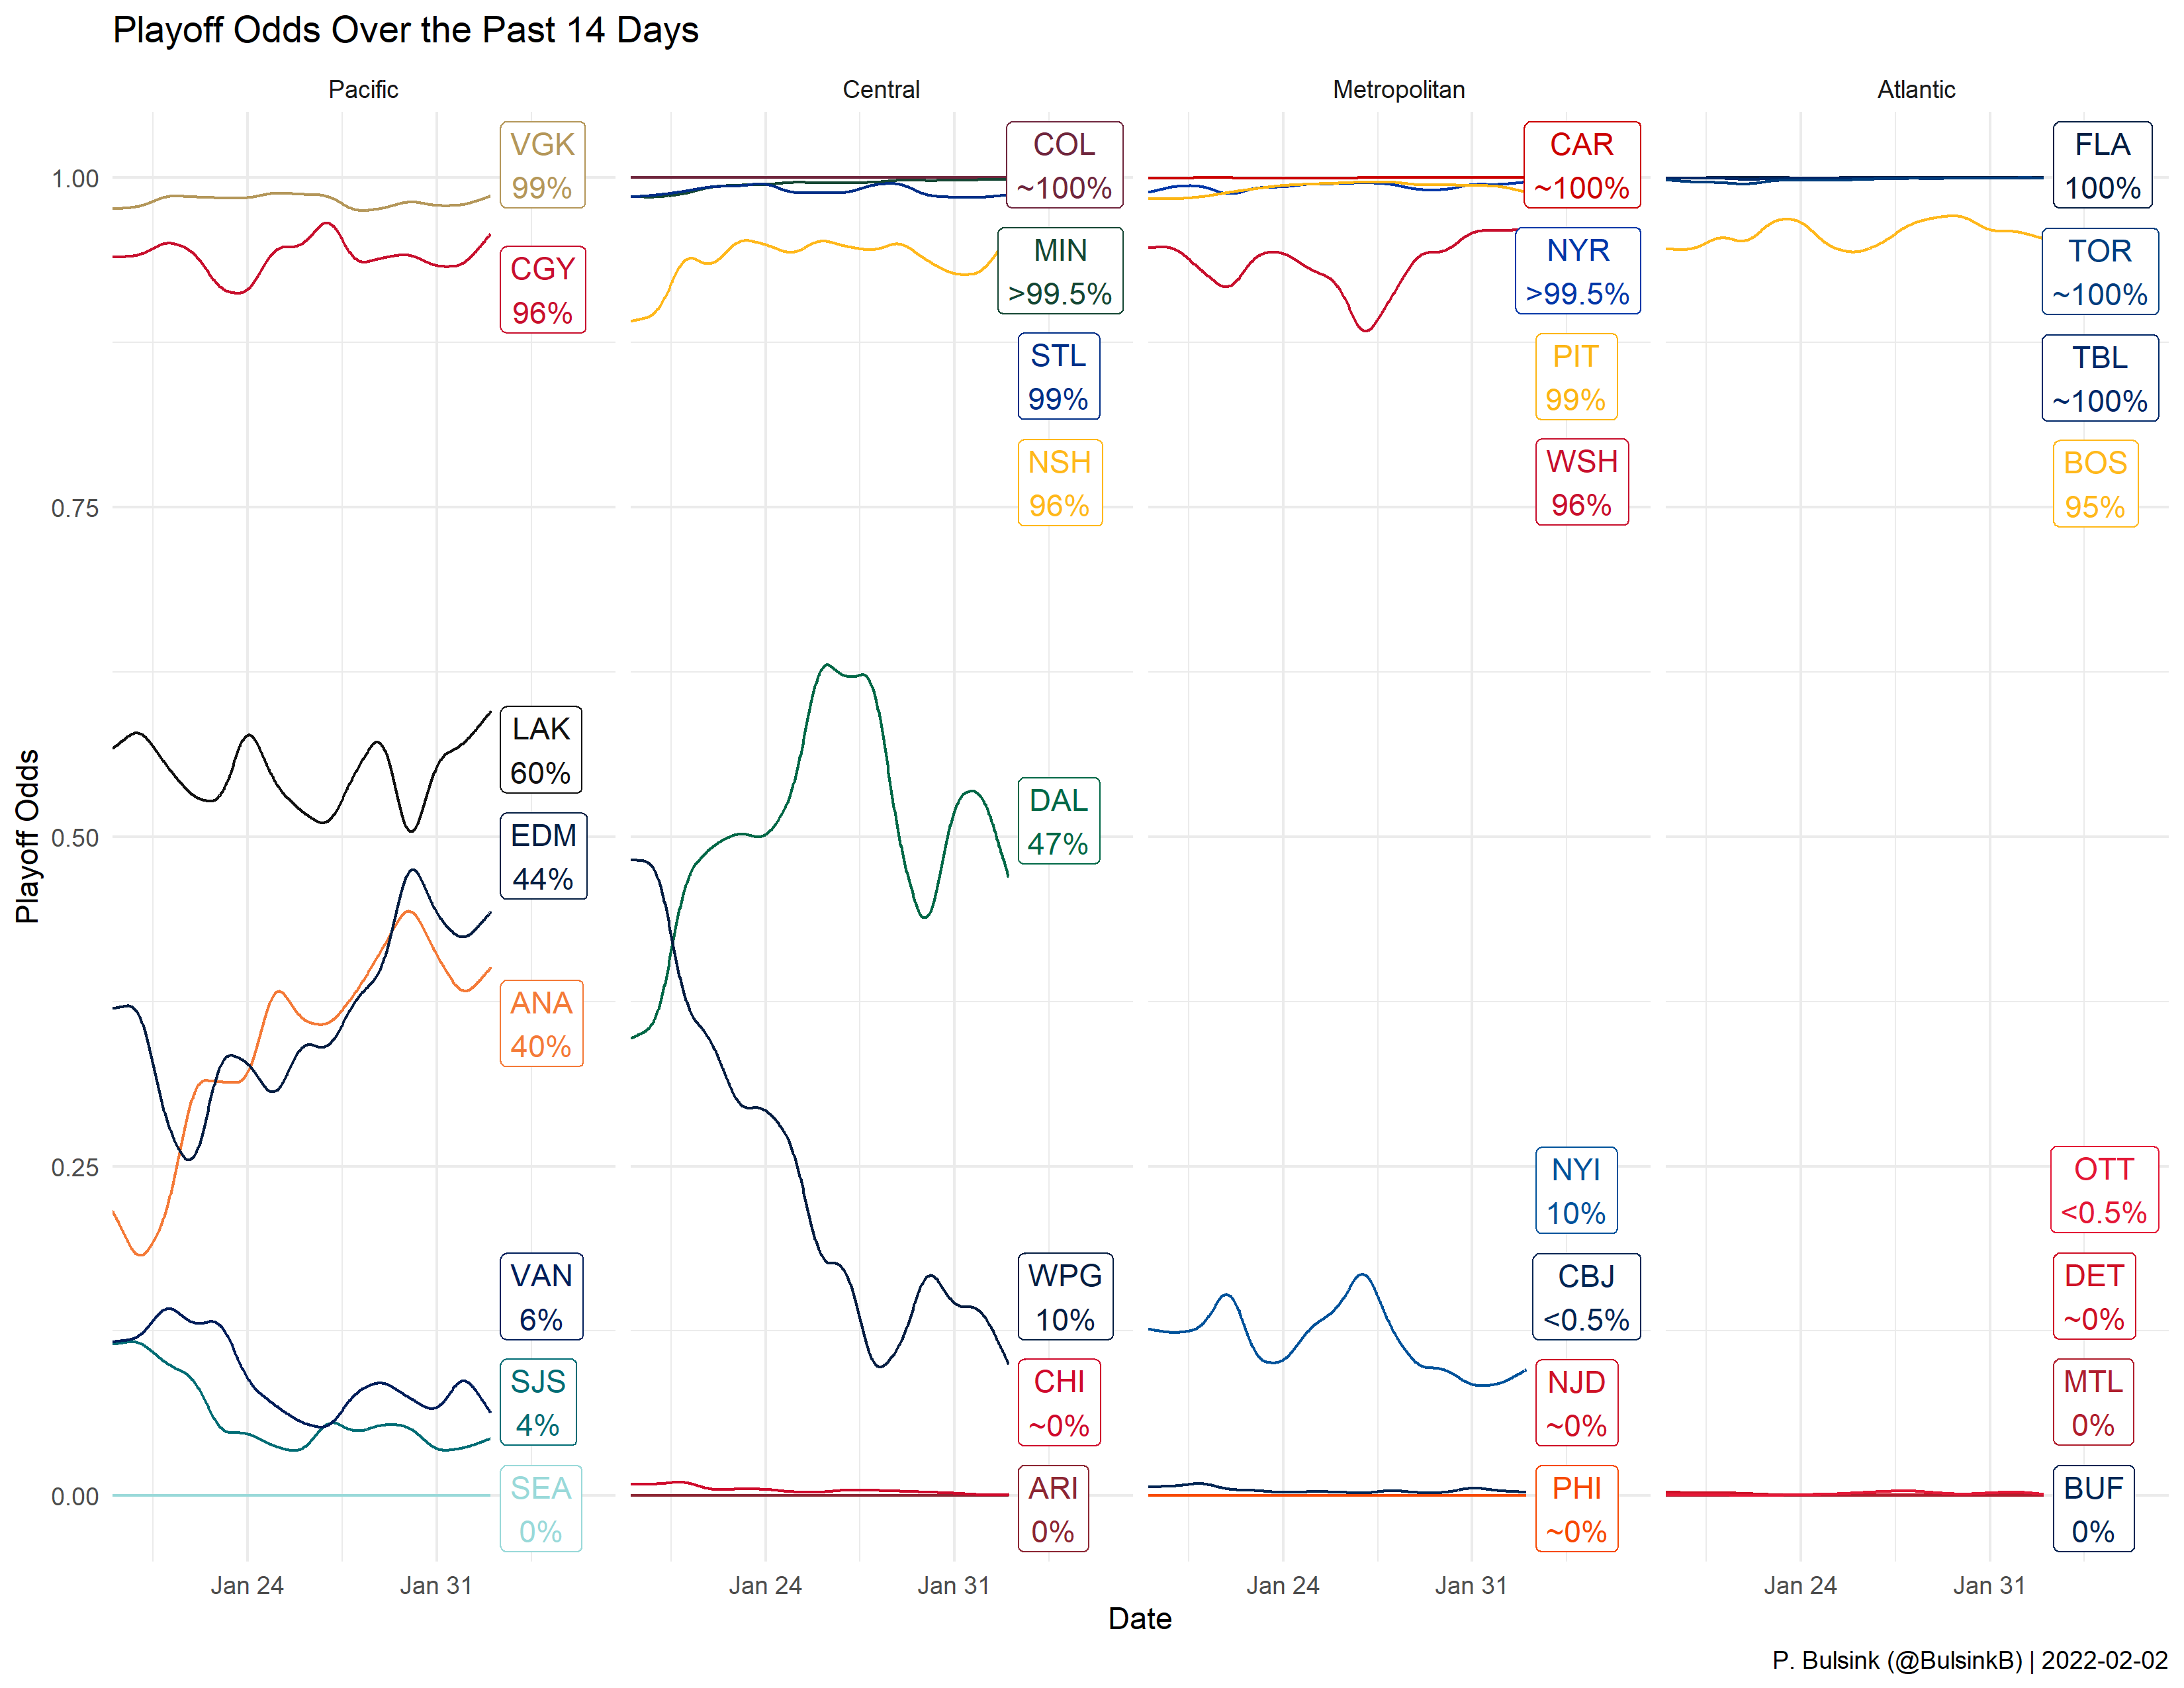 Playoff Odds Over the Past 14 Days
Pacific
Central
Metropolitan
Atlantic
Playoff Odds
1.00
0.75
0.50
0.25
0.00
VGK
99%
CGY
96%
LAK
60%
EDM
44%
ANA
40%
VAN
6%
SJS
4%
SEA
0%
COL
~100%
MIN
>99.5%
STL
99%
NSH
96%
DAL
47%
WPG
10%
CHI
~0%
ARI
0%
CAR
~100%
NYR
>99.5%
PIT
99%
WSH
96%
NYI
10%
CBJ
<0.5%
NJD
~0%
PHI
~0%
FLA
100%
TOR
~100%
TBL
~100%
BOS
95%
OTT
<0.5%
DET
~0%
MTL
0%
BUF
0%
Jan 24
Jan 31
Jan 24
Jan 31
Jan 24
Jan 31
Jan 24
Jan 31
Date
P. Bulsink (@BulsinkB) | 2022-02-02